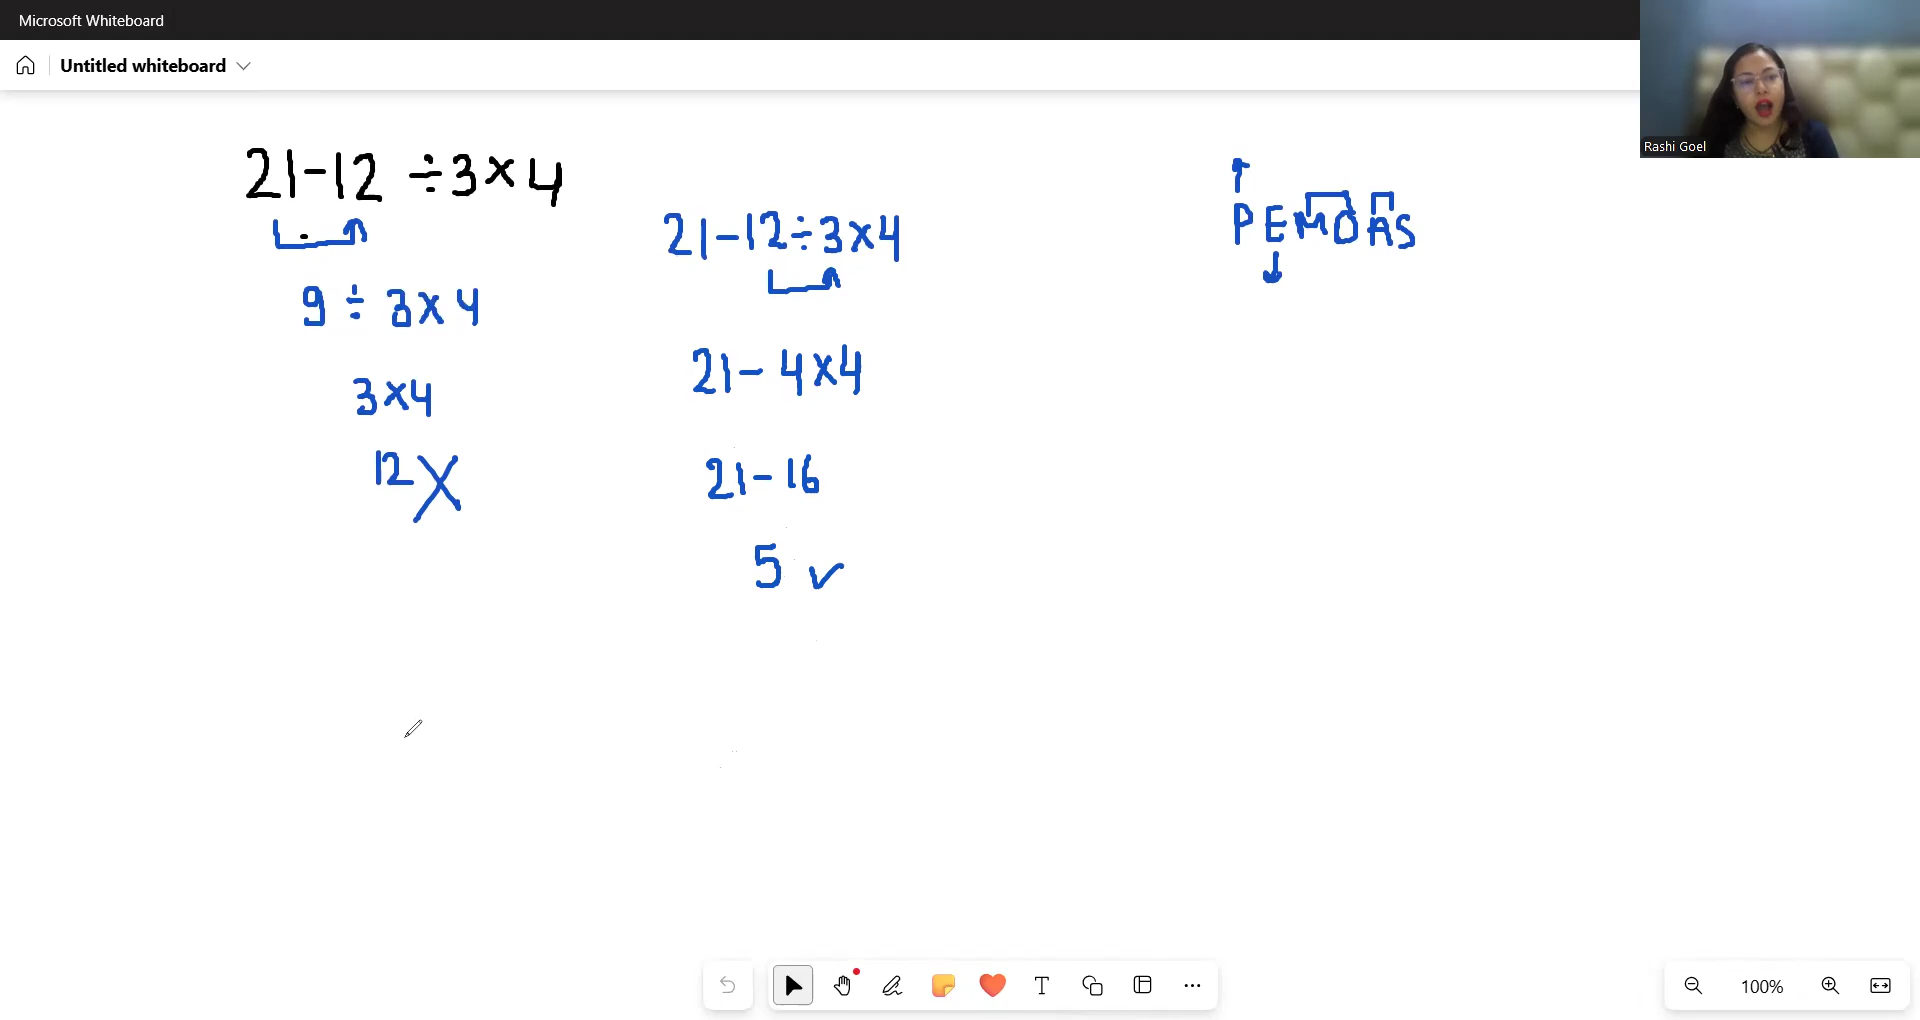 Microsoft Whiteboard
Untitled whiteboard
Rashi Goel
21-12 ÷3×4
9 ÷ 3×4
3×4
12
21-12÷3×4
21- 4×4
21-16
5 ✓
PEMDAS
100%